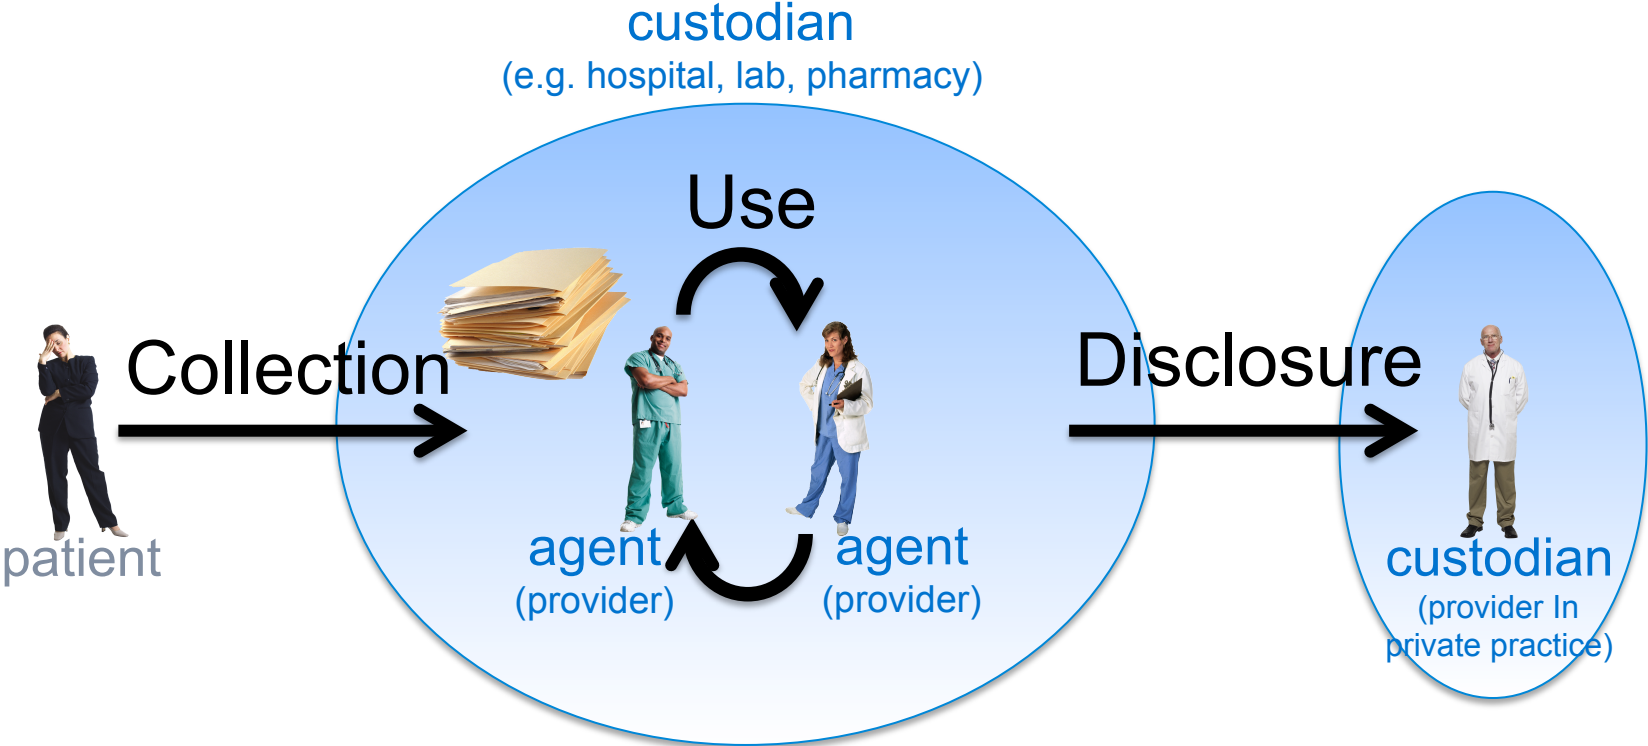 custodian
(e.g. hospital, lab, pharmacy)
Use
Collection
Disclosure
patient
agent
(provider)
agent
(provider)
custodian
(provider In
private practice)